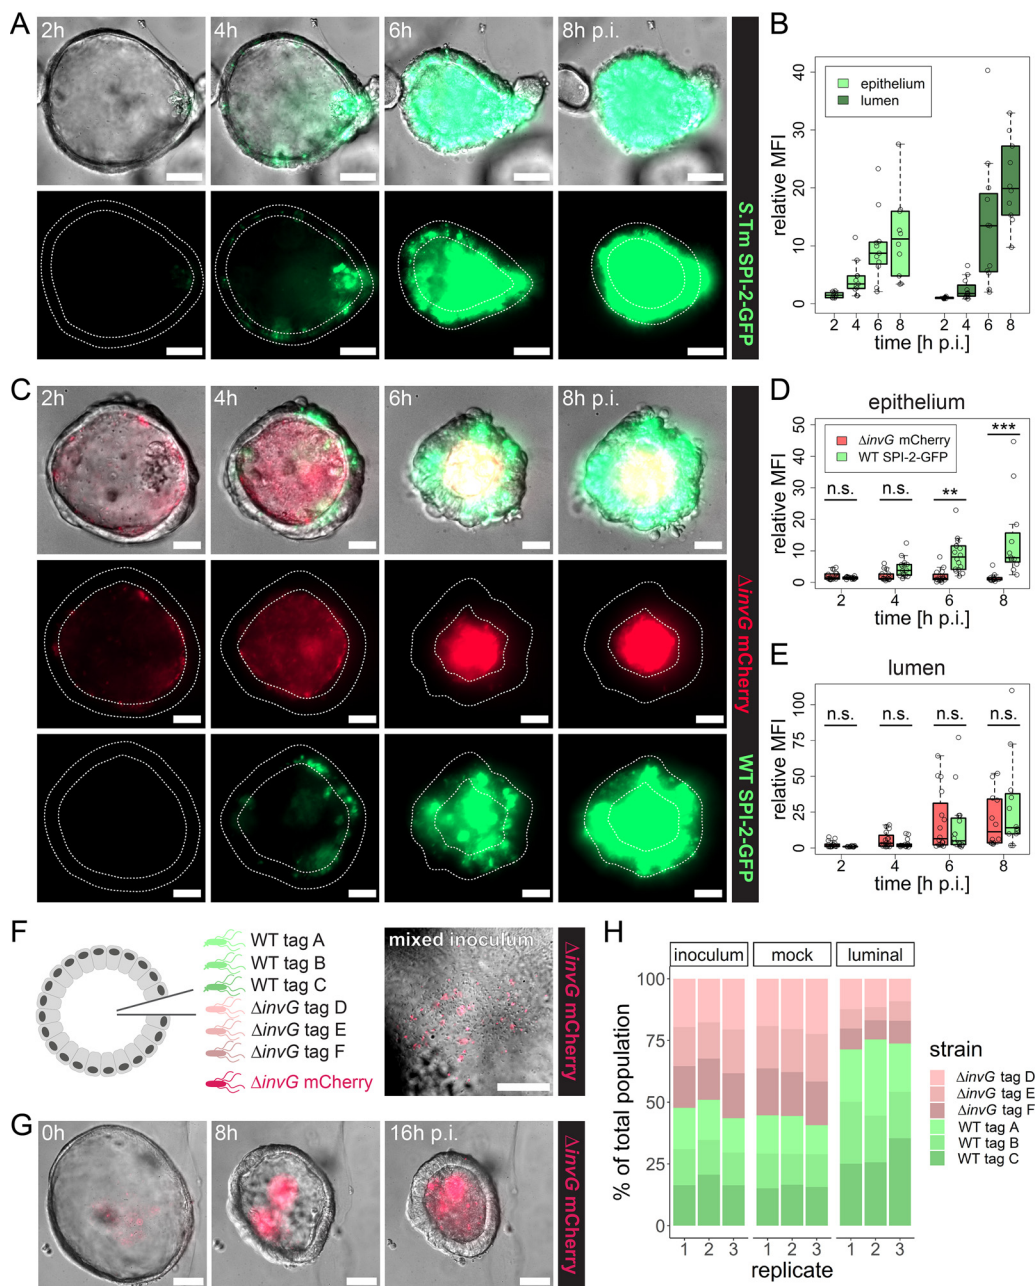 A
2h
4h
6h
8h p.i.
S.Tm SPI-2-GFP
B
relative MFI
40
30
20
10
0
epithelium
lumen
2 4 6 8 2 4 6 8
time [h p.i.]
C
2h
4h
6h
8h p.i.
ΔinvG mCherry
WT SPI-2-GFP
D
epithelium
relative MFI
50
40
30
20
10
0
ΔinvG mCherry
WT SPI-2-GFP
n.s. n.s. ** ***
2 4 6 8
time [h p.i.]
E
lumen
relative MFI
100
75
50
25
0
n.s. n.s. n.s. n.s.
2 4 6 8
time [h p.i.]
F
WT tag A
WT tag B
WT tag C
ΔinvG tag D
ΔinvG tag E
ΔinvG tag F
ΔinvG mCherry
mixed inoculum
ΔinvG mCherry
G
0h
8h
16h p.i.
ΔinvG mCherry
H
inoculum mock luminal
% of total population
100
75
50
25
0
1 2 3 1 2 3 1 2 3
replicate
strain
ΔinvG tag D
ΔinvG tag E
ΔinvG tag F
WT tag A
WT tag B
WT tag C